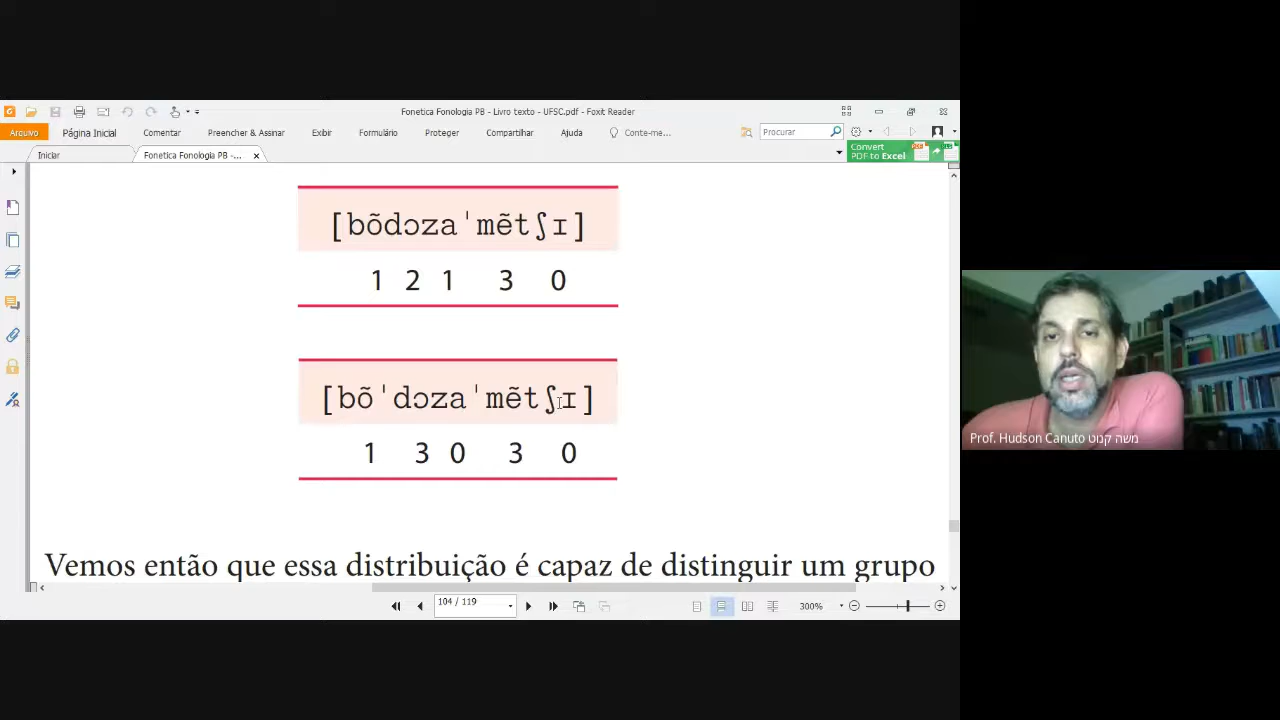 Fonetica Fonologia PB - Livro texto - UFSC.pdf - Foxit Reader
Arquivo Página Inicial Comentar Preencher & Assinar Exibir Formulário Proteger Compartilhar Ajuda Conte-me... Procurar
Iniciar Fonetica Fonologia PB -...
Convert
PDF to Excel
[bõdɔzaˈmẽtʃɪ]
1 2 1 3 0
[bõˈdɔzaˈmẽtʃɪ]
1 3 0 3 0
Prof. Hudson Canuto משה קנוט
Vemos então que essa distribuição é capaz de distinguir um grupo
104 / 119
300%